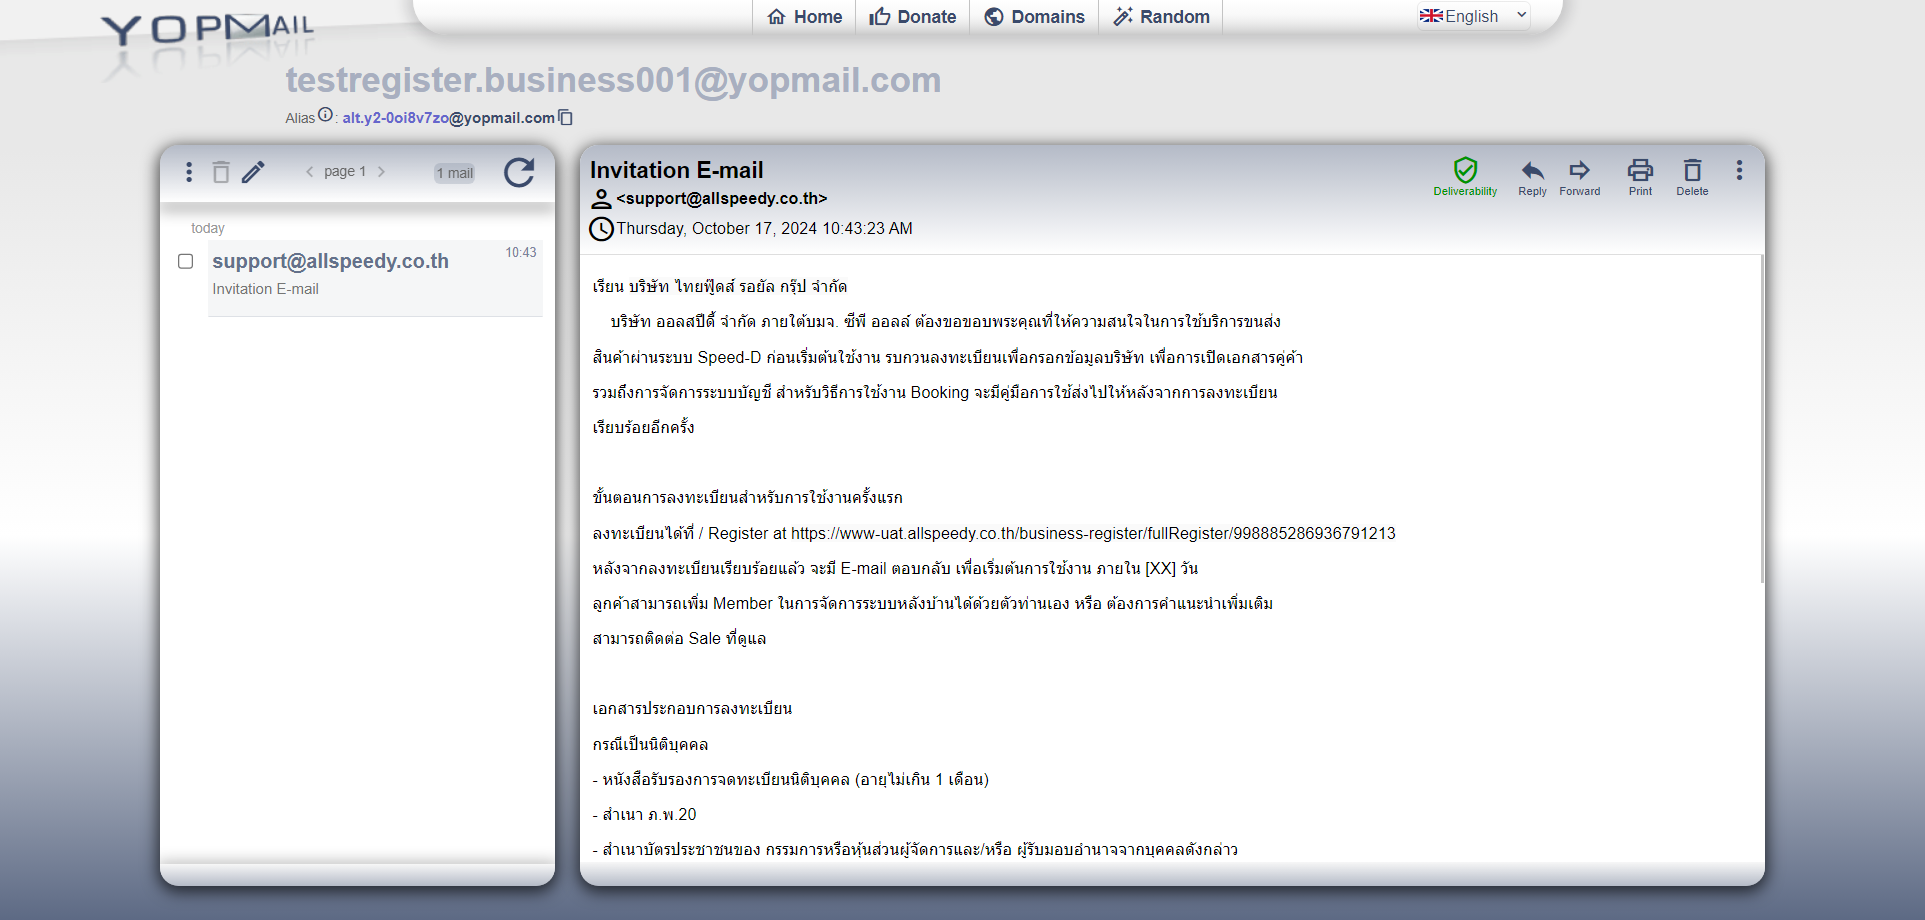 YOPMAIL
Home
Donate
Domains
Random
English
testregister.business001@yopmail.com
Alias : alt.y2-0oi8v7zo@yopmail.com
page 1
1 mail
today
support@allspeedy.co.th
10:43
Invitation E-mail
Invitation E-mail
<support@allspeedy.co.th>
Thursday, October 17, 2024 10:43:23 AM
Deliverability
Reply
Forward
Print
Delete
เรียน บริษัท ไทยฟู๊ดส์ รอยัล กรุ๊ป จำกัด
บริษัท ออลสปีดี้ จำกัด ภายใต้บมจ. ซีพี ออลล์ ต้องขอขอบพระคุณที่ให้ความสนใจในการใช้บริการขนส่ง
สินค้าผ่านระบบ Speed-D ก่อนเริ่มต้นใช้งาน รบกวนลงทะเบียนเพื่อกรอกข้อมูลบริษัท เพื่อการเปิดเอกสารคู่ค้า
รวมถึงการจัดการระบบบัญชี สำหรับวิธีการใช้งาน Booking จะมีคู่มือการใช้ส่งไปให้หลังจากการลงทะเบียน
เรียบร้อยอีกครั้ง
ขั้นตอนการลงทะเบียนสำหรับการใช้งานครั้งแรก
ลงทะเบียนได้ที่ / Register at https://www-uat.allspeedy.co.th/business-register/fullRegister/998885286936791213
หลังจากลงทะเบียนเรียบร้อยแล้ว จะมี E-mail ตอบกลับ เพื่อเริ่มต้นการใช้งาน ภายใน [XX] วัน
ลูกค้าสามารถเพิ่ม Member ในการจัดการระบบหลังบ้านได้ด้วยตัวท่านเอง หรือ ต้องการคำแนะนำเพิ่มเติม
สามารถติดต่อ Sale ที่ดูแล
เอกสารประกอบการลงทะเบียน
กรณีเป็นนิติบุคคล
- หนังสือรับรองการจดทะเบียนนิติบุคคล (อายุไม่เกิน 1 เดือน)
- สำเนา ภ.พ.20
- สำเนาบัตรประชาชนของ กรรมการหรือหุ้นส่วนผู้จัดการและ/หรือ ผู้รับมอบอำนาจจากบุคคลดังกล่าว